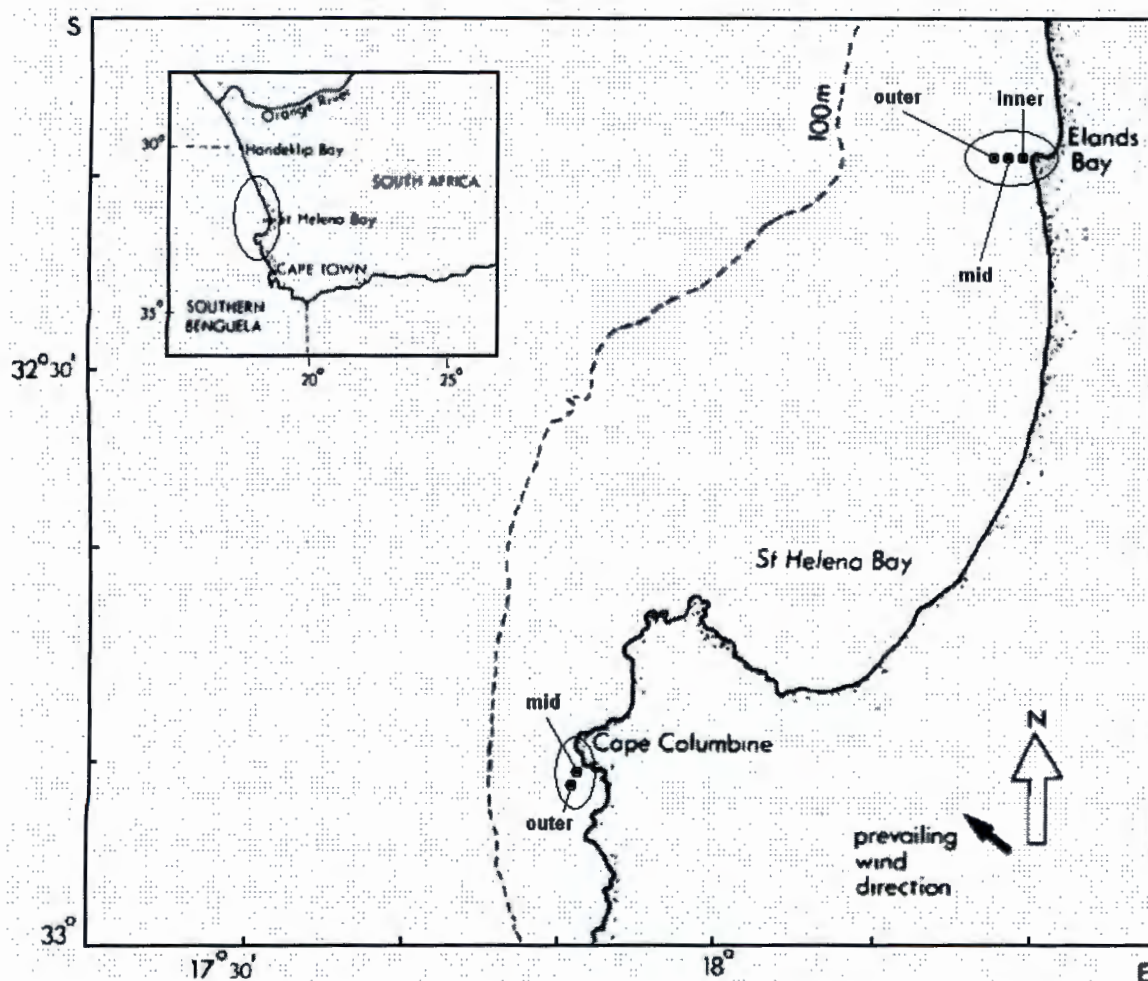 S
Orange River
30°
Hondeklip Bay
SOUTH AFRICA
St Helena Bay
CAPE TOWN
35°
SOUTHERN
BENGUELA
20°
25°
100m
outer
inner
Elands
Bay
mid
32°30'
St Helena Bay
mid
Cape Columbine
outer
N
prevailing
wind
direction
33°
17°30'
18°
E